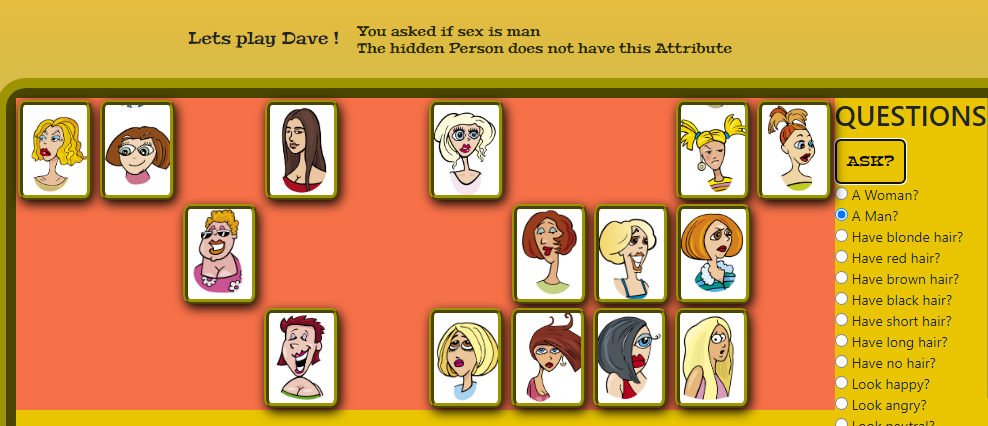 Lets play Dave !
You asked if sex is man
The hidden Person does not have this Attribute
QUESTIONS
ASK?
A Woman?
A Man?
Have blonde hair?
Have red hair?
Have brown hair?
Have black hair?
Have short hair?
Have long hair?
Have no hair?
Look happy?
Look angry?
Look neutral?